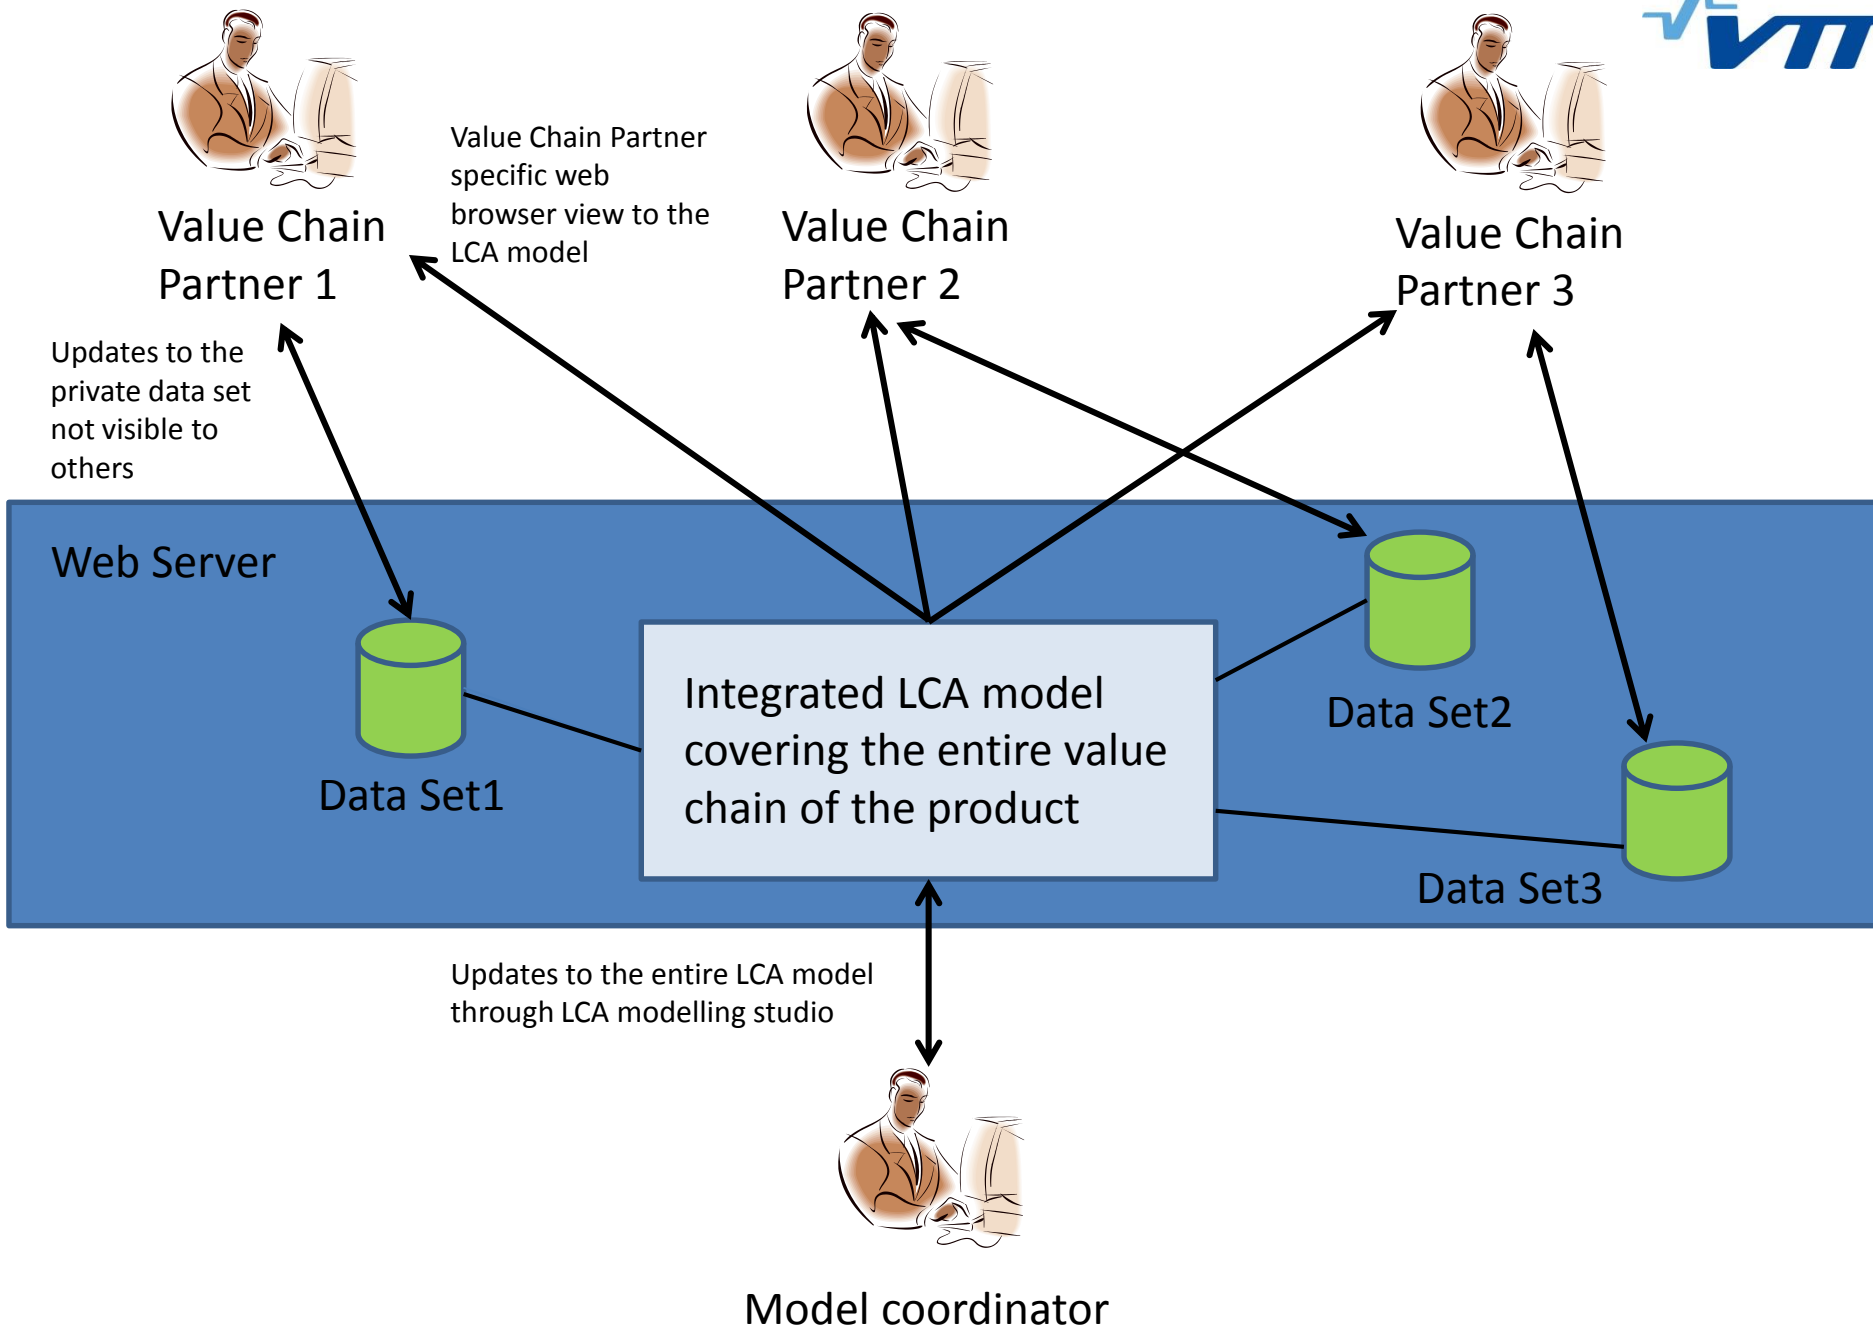 VTT
Value Chain Partner
specific web
browser view to the
LCA model
Value Chain
Partner 1
Value Chain
Partner 2
Value Chain
Partner 3
Updates to the
private data set
not visible to
others
Web Server
Integrated LCA model
covering the entire value
chain of the product
Data Set1
Data Set2
Data Set3
Updates to the entire LCA model
through LCA modelling studio
Model coordinator